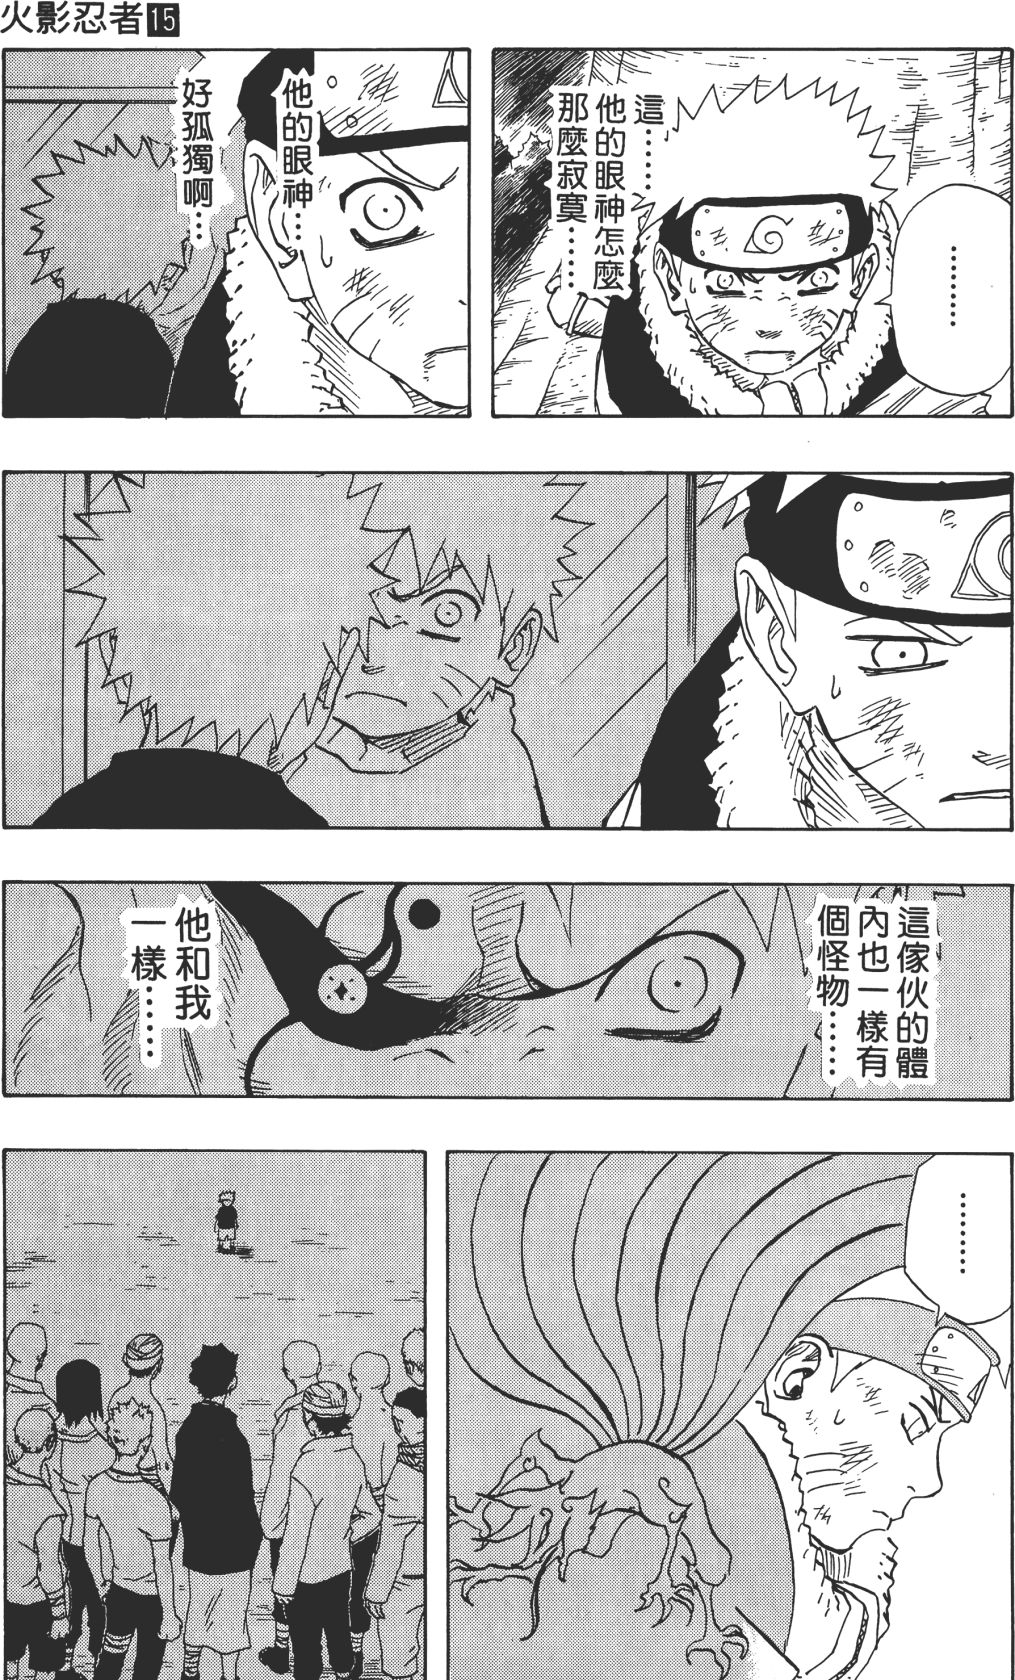 火影忍者15
………
這……
他的眼神怎麼
那麼寂寞……
他的眼神…
好孤獨啊…
這傢伙的體
內也一樣有
個怪物……
他和我
一樣……
………